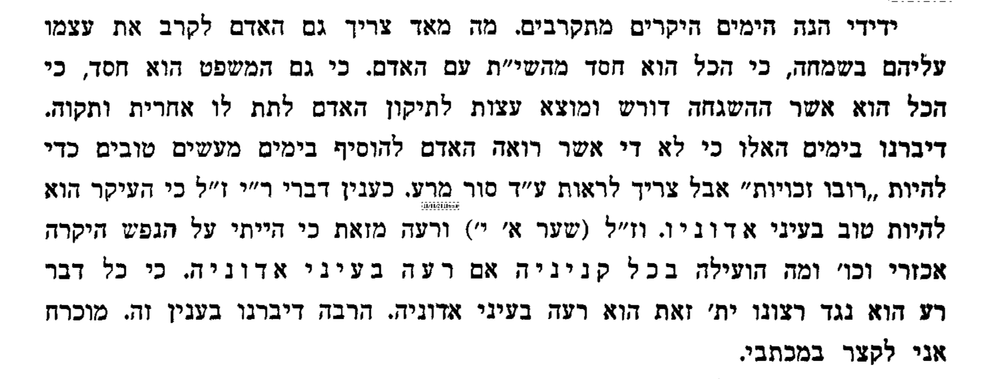 ידידי הנה הימים היקרים מתקרבים. מה מאד צריך גם האדם לקרב את עצמו
עליהם בשמחה, כי הכל הוא חסד מהשי״ת עם האדם. כי גם המשפט הוא חסד, כי
הכל הוא אשר ההשגחה דורש ומוצא עצות לתיקון האדם לתת לו אחרית ותקוה.
דיברנו בימים האלו כי לא די אשר רואה האדם להוסיף בימים מעשים טובים כדי
להיות „רובו זכויות״ אבל צריך לראות ע״ד סור מרע. כענין דברי ר״י ז״ל כי העיקר הוא
להיות טוב בעיני אדוניו. וז״ל (שער א׳ י׳) ורעה מזאת כי הייתי על הנפש היקרה
אכזרי וכו׳ ומה הועילה בכל קניניה אם רעה בעיני אדוניה. כי כל דבר
רע הוא נגד רצונו ית׳ זאת הוא רעה בעיני אדוניה. הרבה דיברנו בענין זה. מוכרח
אני לקצר במכתבי.